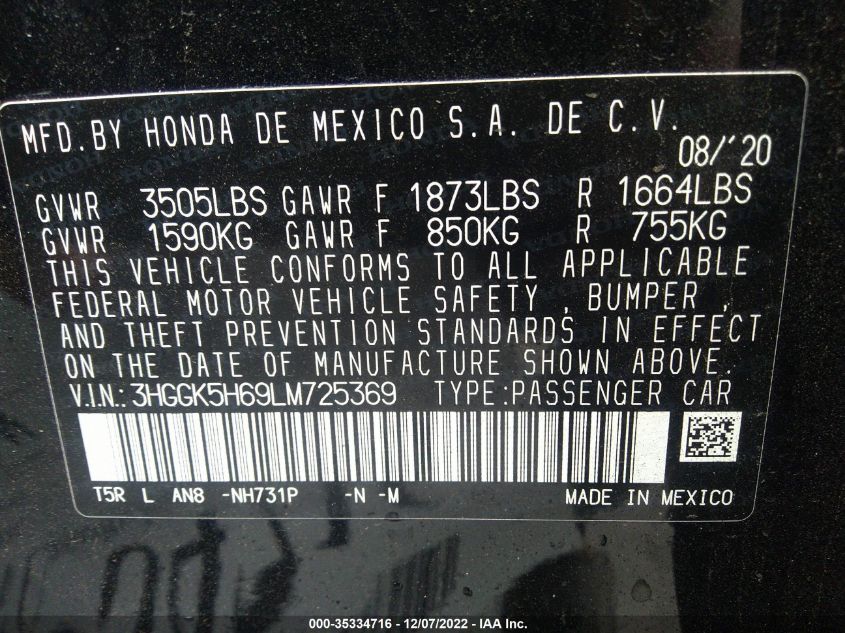 MFD.BY HONDA DE MEXICO S.A. DE C.V.
08/'20
GVWR 3505LBS GAWR F 1873LBS R 1664LBS
GVWR 1590KG GAWR F 850KG R 755KG
THIS VEHICLE CONFORMS TO ALL APPLICABLE
FEDERAL MOTOR VEHICLE SAFETY , BUMPER ,
AND THEFT PREVENTION STANDARDS IN EFFECT
ON THE DATE OF MANUFACTURE SHOWN ABOVE.
V.I.N.: 3HGGK5H69LM725369 TYPE:PASSENGER CAR
T5R L AN8 -NH731P -N -M MADE IN MEXICO
000-35334716 - 12/07/2022 - IAA Inc.